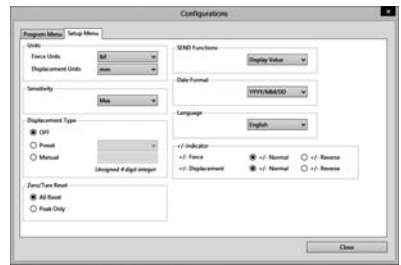 Configurations
Program Menu Setup Menu
Units
Force Units lbf
Displacement Units mm
Sensitivity
Max
Displacement Type
OFF
Preset
Manual
Unsigned 4 digit integer
Zero/Tare Reset
All Reset
Peak Only
SEND Functions
Display Value
Date Format
YYYY/MM/DD
Language
English
+/- Indicator
+/- Force +/- Normal +/- Reverse
+/- Displacement +/- Normal +/- Reverse
Close